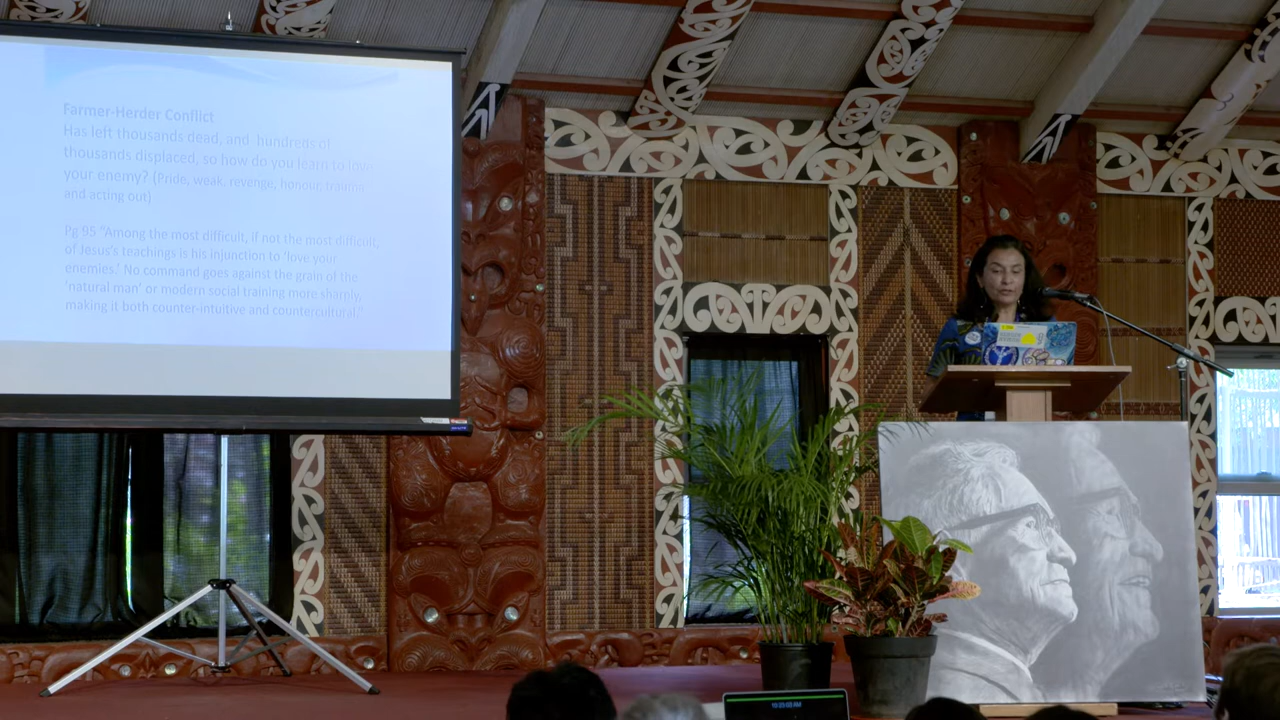 Farmer-Herder Conflict
Has left thousands dead, and hundreds of
thousands displaced, so how do you learn to
your enemy? (Pride, weak, revenge, honour, trauma
and acting out)
Pg 95 "Among the most difficult, if not the most difficult,
of Jesus's teachings is his injunction to 'love your
enemies.' No command goes against the grain of the
'natural man' or modern social training more sharply,
making it both counter-intuitive and countercultural."